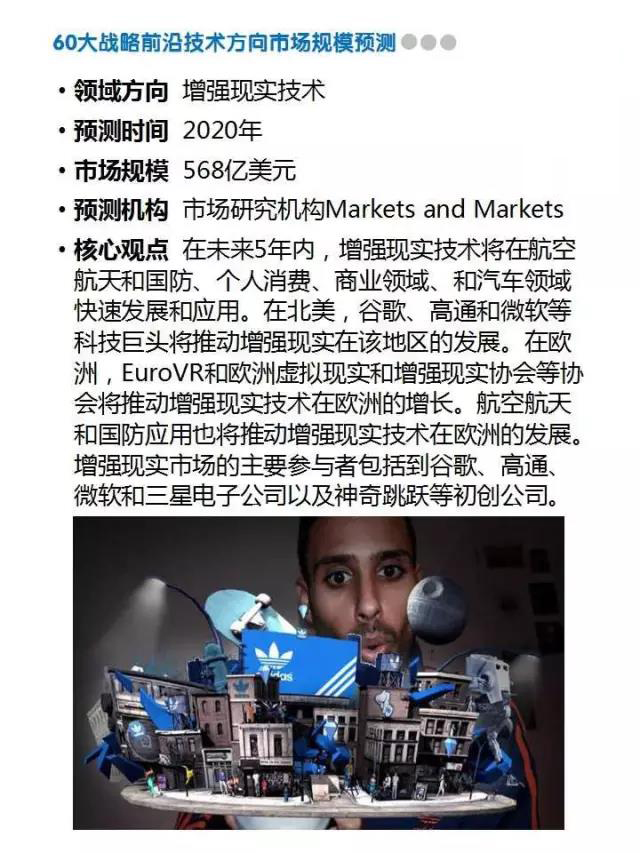 60大战略前沿技术方向市场规模预测
• 领域方向 增强现实技术
• 预测时间 2020年
• 市场规模 568亿美元
• 预测机构 市场研究机构Markets and Markets
• 核心观点 在未来5年内，增强现实技术将在航空
航天和国防、个人消费、商业领域、和汽车领域
快速发展和应用。在北美，谷歌、高通和微软等
科技巨头将推动增强现实在该地区的发展。在欧
洲，EuroVR和欧洲虚拟现实和增强现实协会等协
会将推动增强现实技术在欧洲的增长。航空航天
和国防应用也将推动增强现实技术在欧洲的发展。
增强现实市场的主要参与者包括到谷歌、高通、
微软和三星电子公司以及神奇跳跃等初创公司。